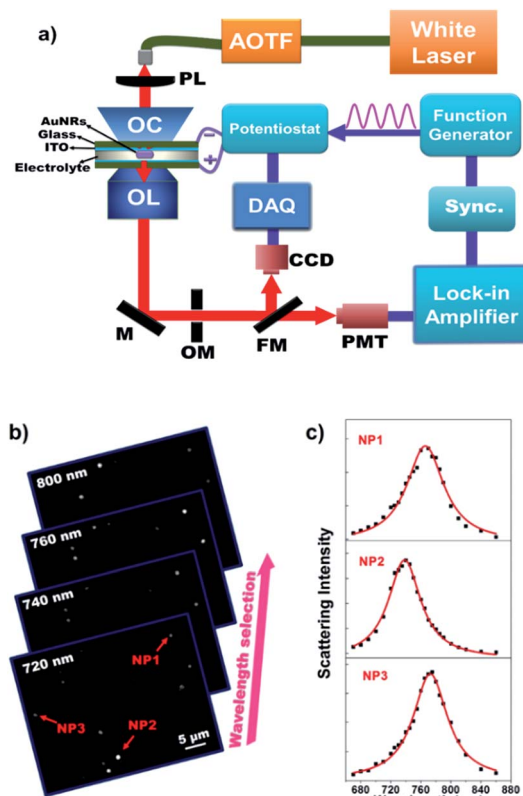 a)
AOTF
White
Laser
PL
AuNRs
Glass
ITO
Electrolyte
OC
OL
Potentiostat
Function
Generator
DAQ
Sync.
CCD
Lock-in
Amplifier
M
OM
FM
PMT
b)
800 nm
760 nm
740 nm
720 nm
NP1
NP3
NP2
5 µm
Wavelength selection
c)
NP1
NP2
NP3
Scattering Intensity
680 720 760 800 840 880